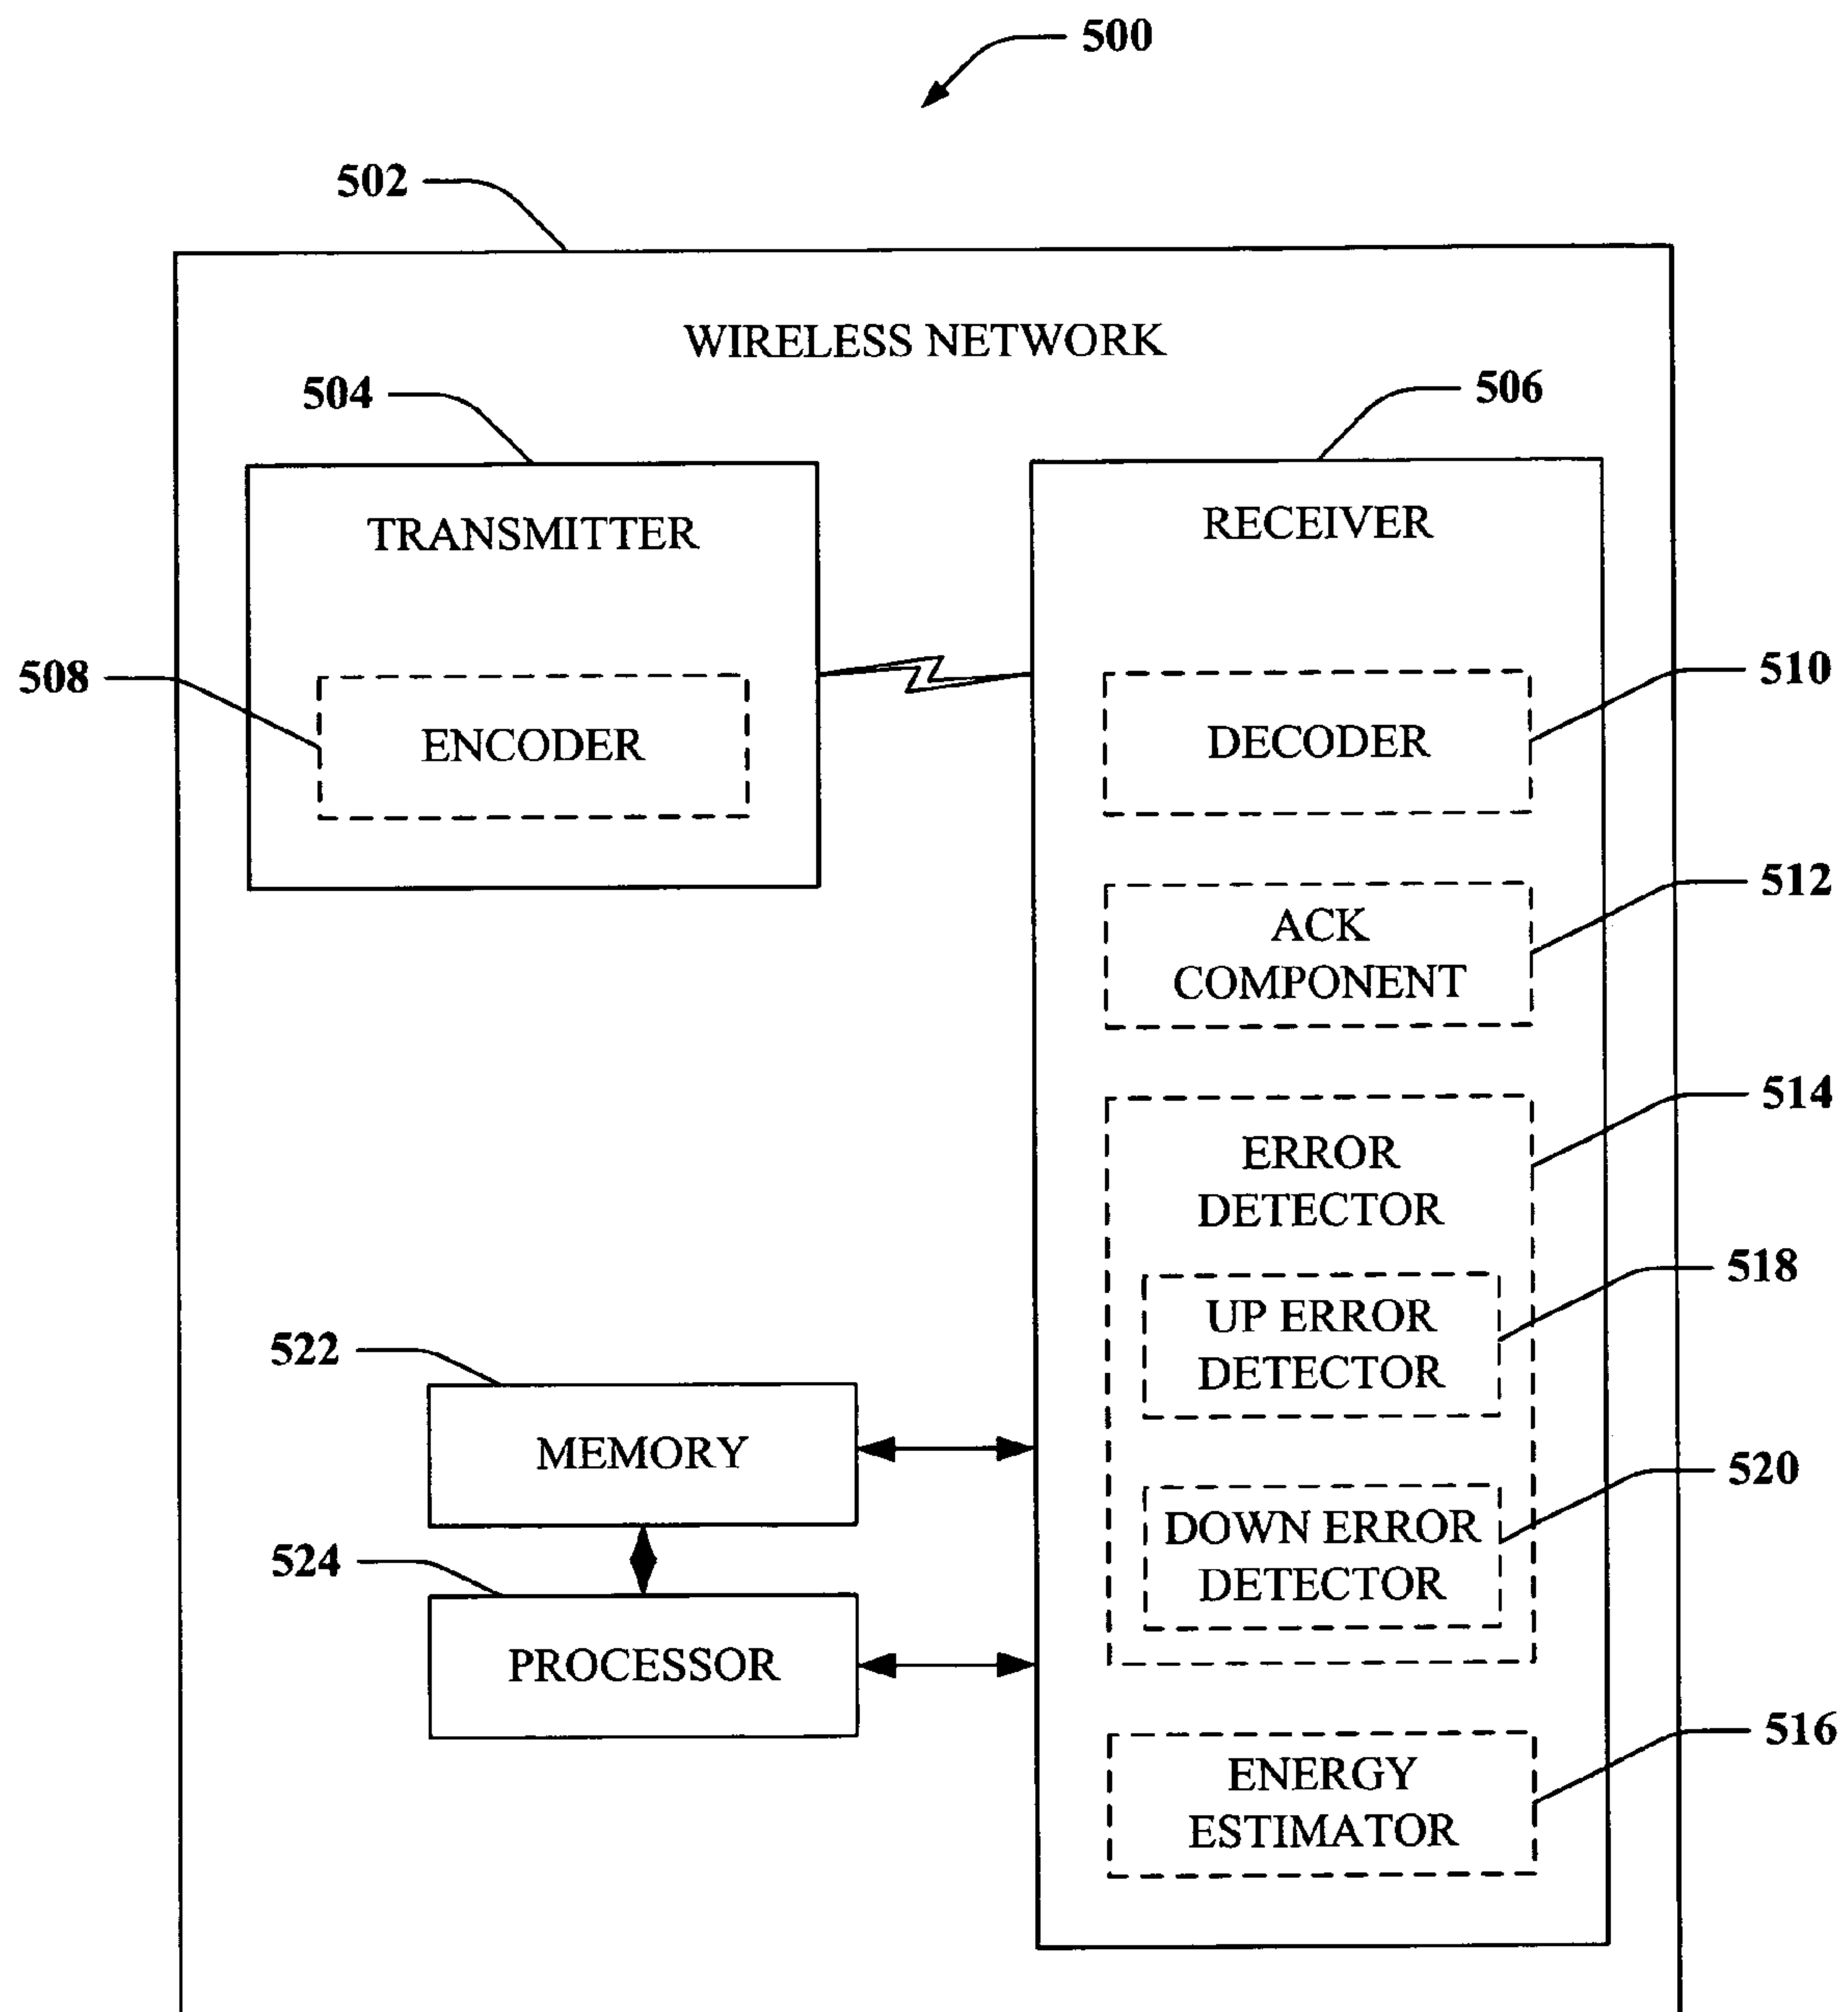 500
502
WIRELESS NETWORK
504
506
TRANSMITTER
RECEIVER
508
ENCODER
510
DECODER
512
ACK
COMPONENT
514
ERROR
DETECTOR
518
UP ERROR
DETECTOR
522
MEMORY
520
DOWN ERROR
DETECTOR
524
PROCESSOR
516
ENERGY
ESTIMATOR